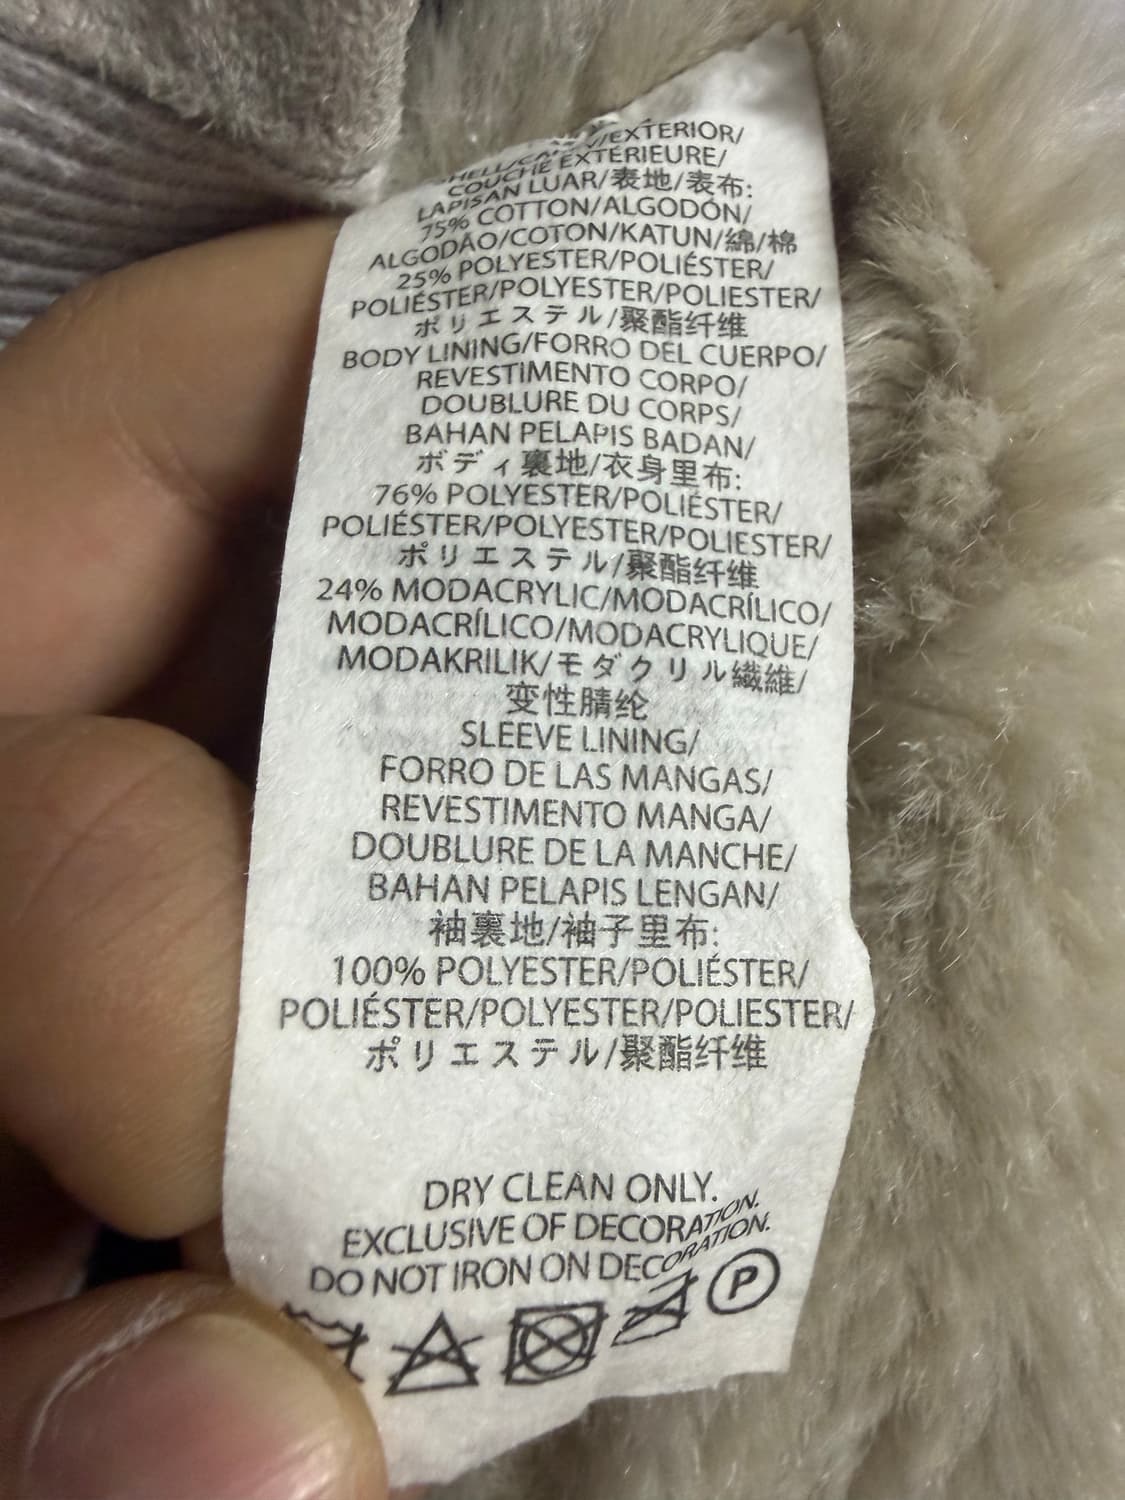 EXTERIOR/
COUCHE EXTÉRIEURE/
LAPISAN LUAR/表地/表布:
75% COTTON/ALGODÓN/
ALGODÃO/COTON/KATUN/綿/棉
25% POLYESTER/POLIÉSTER/
POLIÉSTER/POLYESTER/POLIESTER/
ポリエステル/聚酯纤维
BODY LINING/FORRO DEL CUERPO/
REVESTIMENTO CORPO/
DOUBLURE DU CORPS/
BAHAN PELAPIS BADAN/
ボディ裏地/衣身里布:
76% POLYESTER/POLIÉSTER/
POLIÉSTER/POLYESTER/POLIESTER/
ポリエステル/聚酯纤维
24% MODACRYLIC/MODACRÍLICO/
MODACRÍLICO/MODACRYLIQUE/
MODAKRILIK/モダクリル繊維/
变性腈纶
SLEEVE LINING/
FORRO DE LAS MANGAS/
REVESTIMENTO MANGA/
DOUBLURE DE LA MANCHE/
BAHAN PELAPIS LENGAN/
袖裏地/袖子里布:
100% POLYESTER/POLIÉSTER/
POLIÉSTER/POLYESTER/POLIESTER/
ポリエステル/聚酯纤维
DRY CLEAN ONLY.
EXCLUSIVE OF DECORATION.
DO NOT IRON ON DECORATION.
P